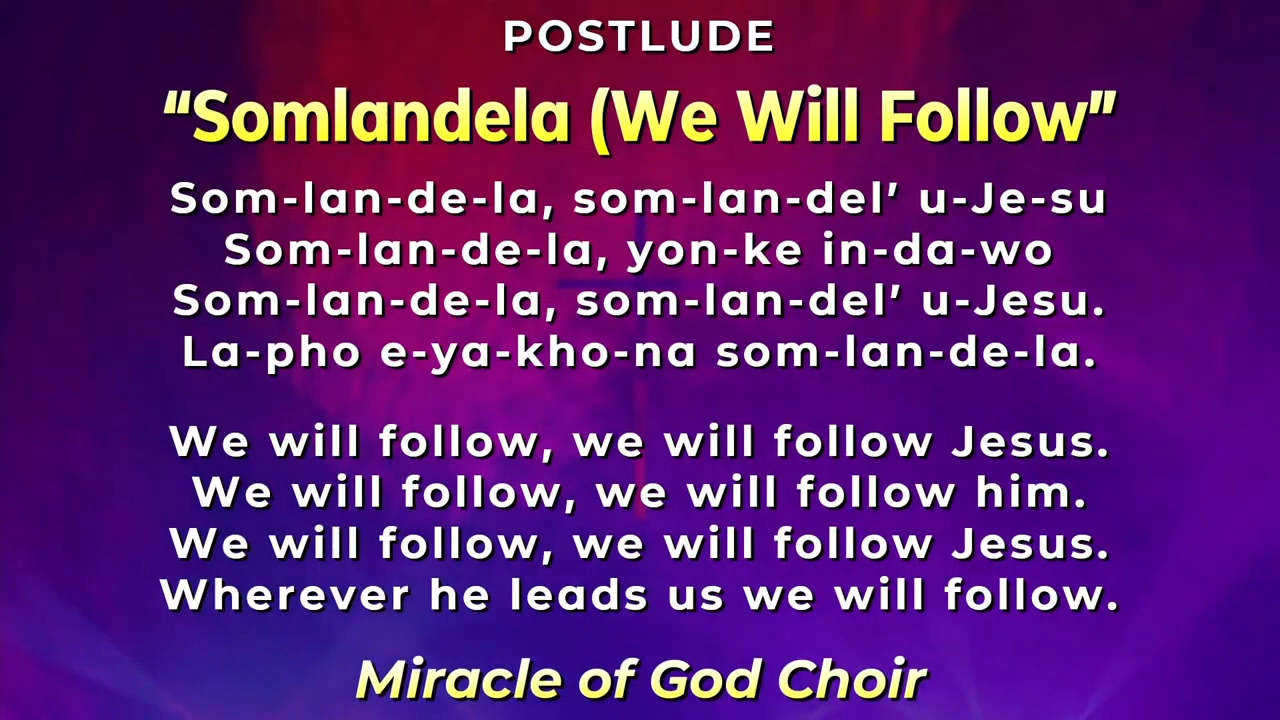 POSTLUDE
“Somlandela (We Will Follow”
Som-lan-de-la, som-lan-del’ u-Je-su
Som-lan-de-la, yon-ke in-da-wo
Som-lan-de-la, som-lan-del’ u-Jesu.
La-pho e-ya-kho-na som-lan-de-la.
We will follow, we will follow Jesus.
We will follow, we will follow him.
We will follow, we will follow Jesus.
Wherever he leads us we will follow.
Miracle of God Choir